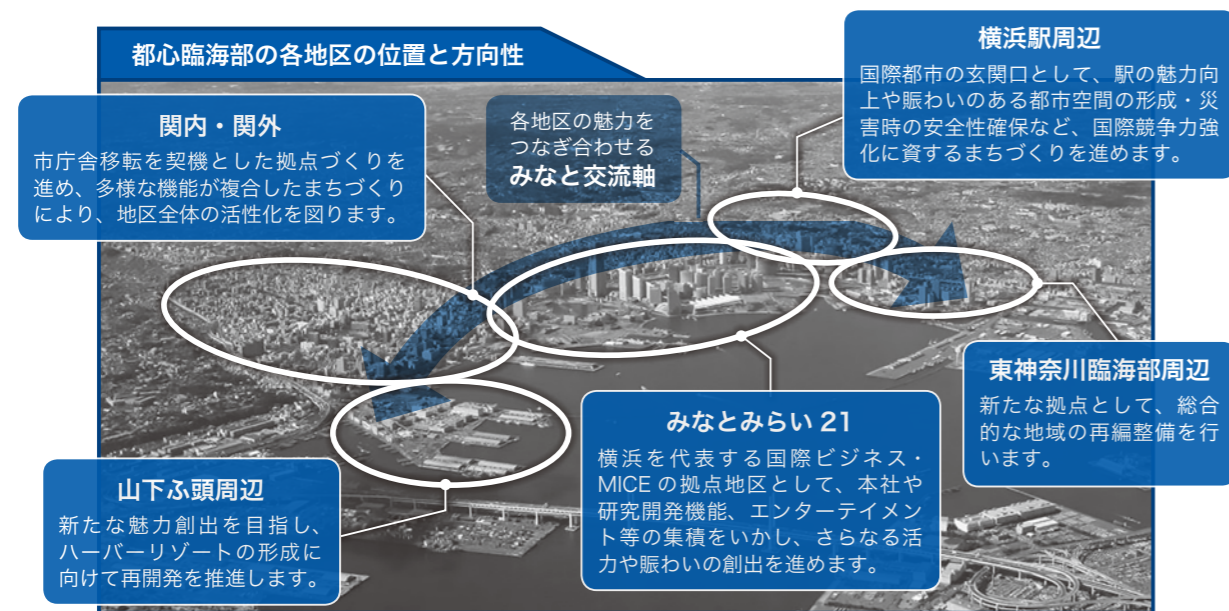 都心臨海部の各地区の位置と方向性
横浜駅周辺
国際都市の玄関口として、駅の魅力向
上や賑わいのある都市空間の形成・災
害時の安全性確保など、国際競争力強
化に資するまちづくりを進めます。
関内・関外
市庁舎移転を契機とした拠点づくりを
進め、多様な機能が複合したまちづくり
により、地区全体の活性化を図ります。
各地区の魅力を
つなぎ合わせる
みなと交流軸
東神奈川臨海部周辺
新たな拠点として、総合
的な地域の再編整備を行
います。
みなとみらい 21
横浜を代表する国際ビジネス・
MICE の拠点地区として、本社や
研究開発機能、エンターテイメン
ト等の集積をいかし、さらなる活
力や賑わいの創出を進めます。
山下ふ頭周辺
新たな魅力創出を目指し、
ハーバーリゾートの形成に
向けて再開発を推進します。